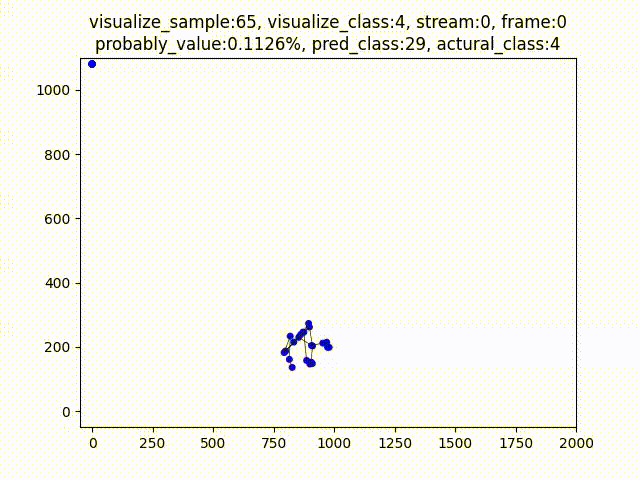 visualize_sample:65, visualize_class:4, stream:0, frame:0
probably_value:0.1126%, pred_class:29, actural_class:4
1000
800
600
400
200
0
0 250 500 750 1000 1250 1500 1750 2000